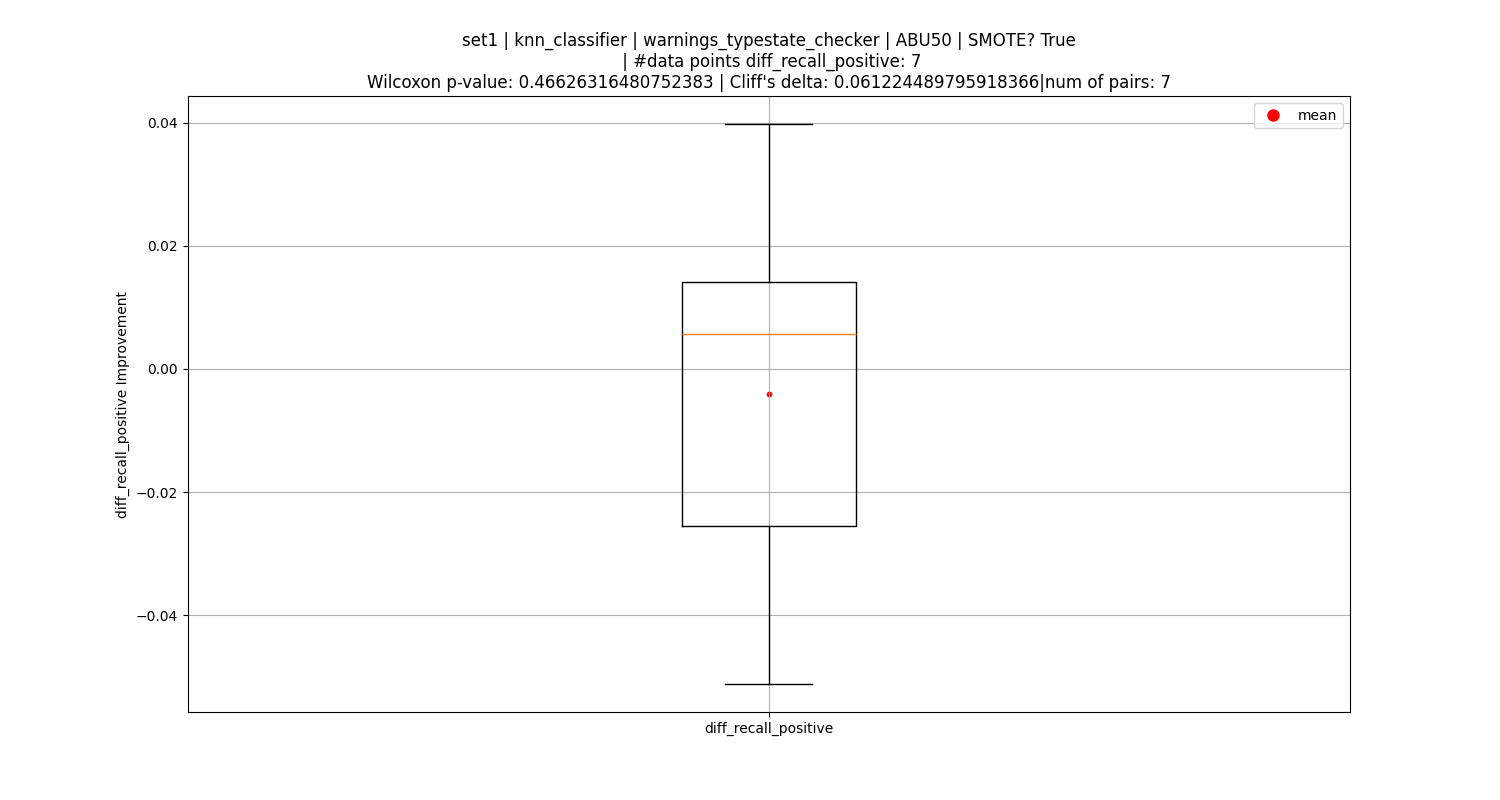 set1 | knn_classifier | warnings_typestate_checker | ABU50 | SMOTE? True
| #data points diff_recall_positive: 7
Wilcoxon p-value: 0.46626316480752383 | Cliff's delta: 0.061224489795918366|num of pairs: 7
mean
0.04
0.02
0.00
−0.02
−0.04
diff_recall_positive Improvement
diff_recall_positive